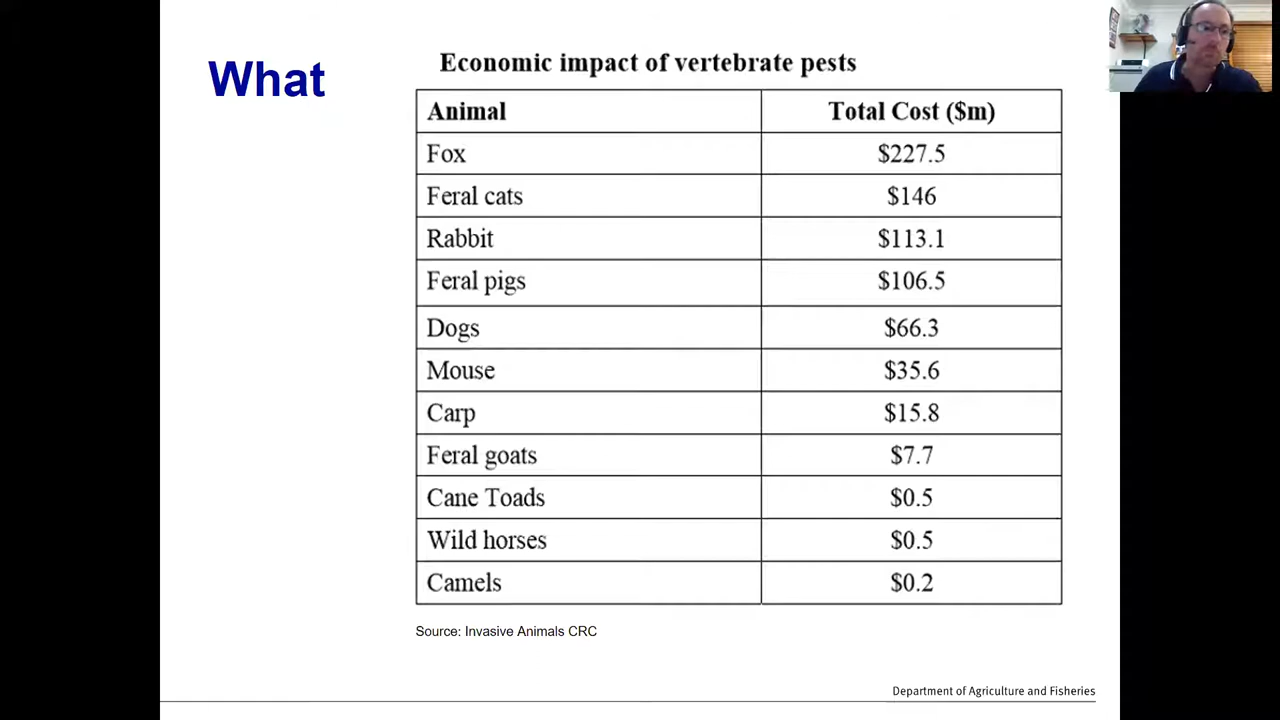 What
Economic impact of vertebrate pests
Animal Total Cost ($m)
Fox $227.5
Feral cats $146
Rabbit $113.1
Feral pigs $106.5
Dogs $66.3
Mouse $35.6
Carp $15.8
Feral goats $7.7
Cane Toads $0.5
Wild horses $0.5
Camels $0.2
Source: Invasive Animals CRC
Department of Agriculture and Fisheries